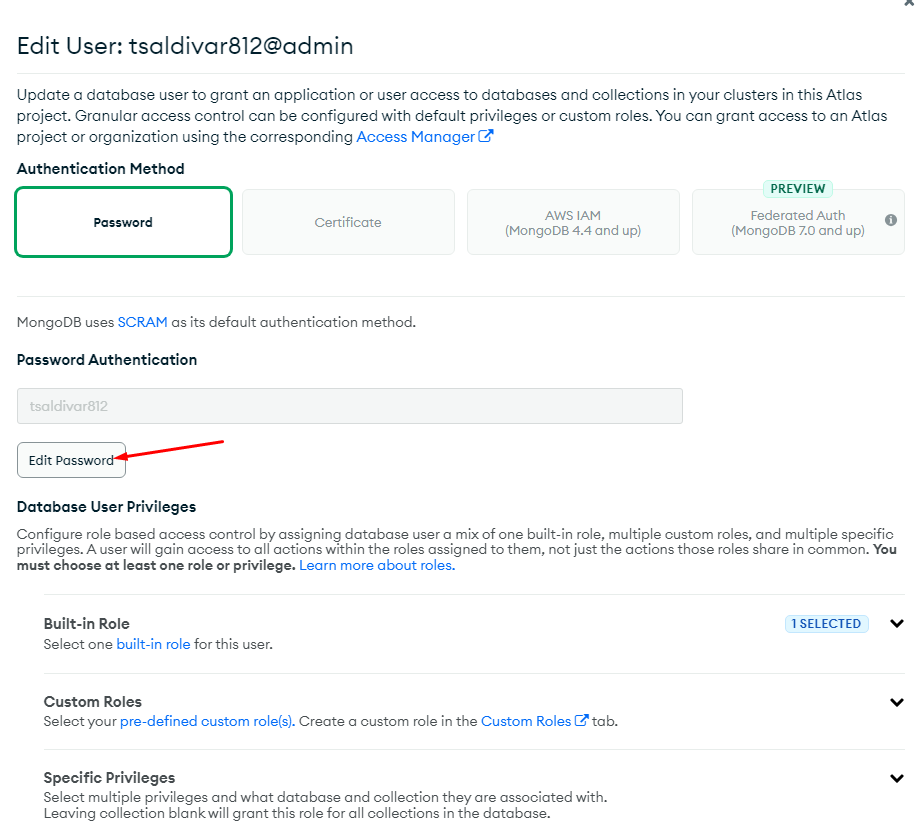 Edit User: tsaldivar812@admin
Update a database user to grant an application or user access to databases and collections in your clusters in this Atlas
project. Granular access control can be configured with default privileges or custom roles. You can grant access to an Atlas
project or organization using the corresponding Access Manager
Authentication Method
Password
Certificate
AWS IAM
(MongoDB 4.4 and up)
PREVIEW
Federated Auth
(MongoDB 7.0 and up)
MongoDB uses SCRAM as its default authentication method.
Password Authentication
tsaldivar812
Edit Password
Database User Privileges
Configure role based access control by assigning database user a mix of one built-in role, multiple custom roles, and multiple specific
privileges. A user will gain access to all actions within the roles assigned to them, not just the actions those roles share in common. You
must choose at least one role or privilege. Learn more about roles.
Built-in Role
1 SELECTED
Select one built-in role for this user.
Custom Roles
Select your pre-defined custom role(s). Create a custom role in the Custom Roles tab.
Specific Privileges
Select multiple privileges and what database and collection they are associated with.
Leaving collection blank will grant this role for all collections in the database.